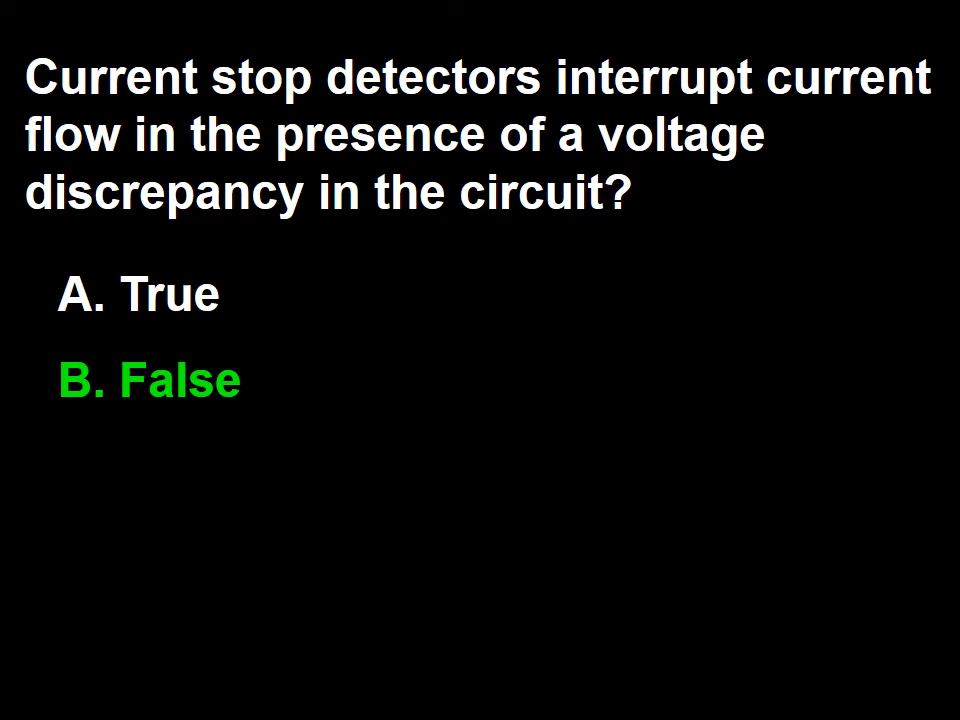 Current stop detectors interrupt current
flow in the presence of a voltage
discrepancy in the circuit?
A. True
B. False